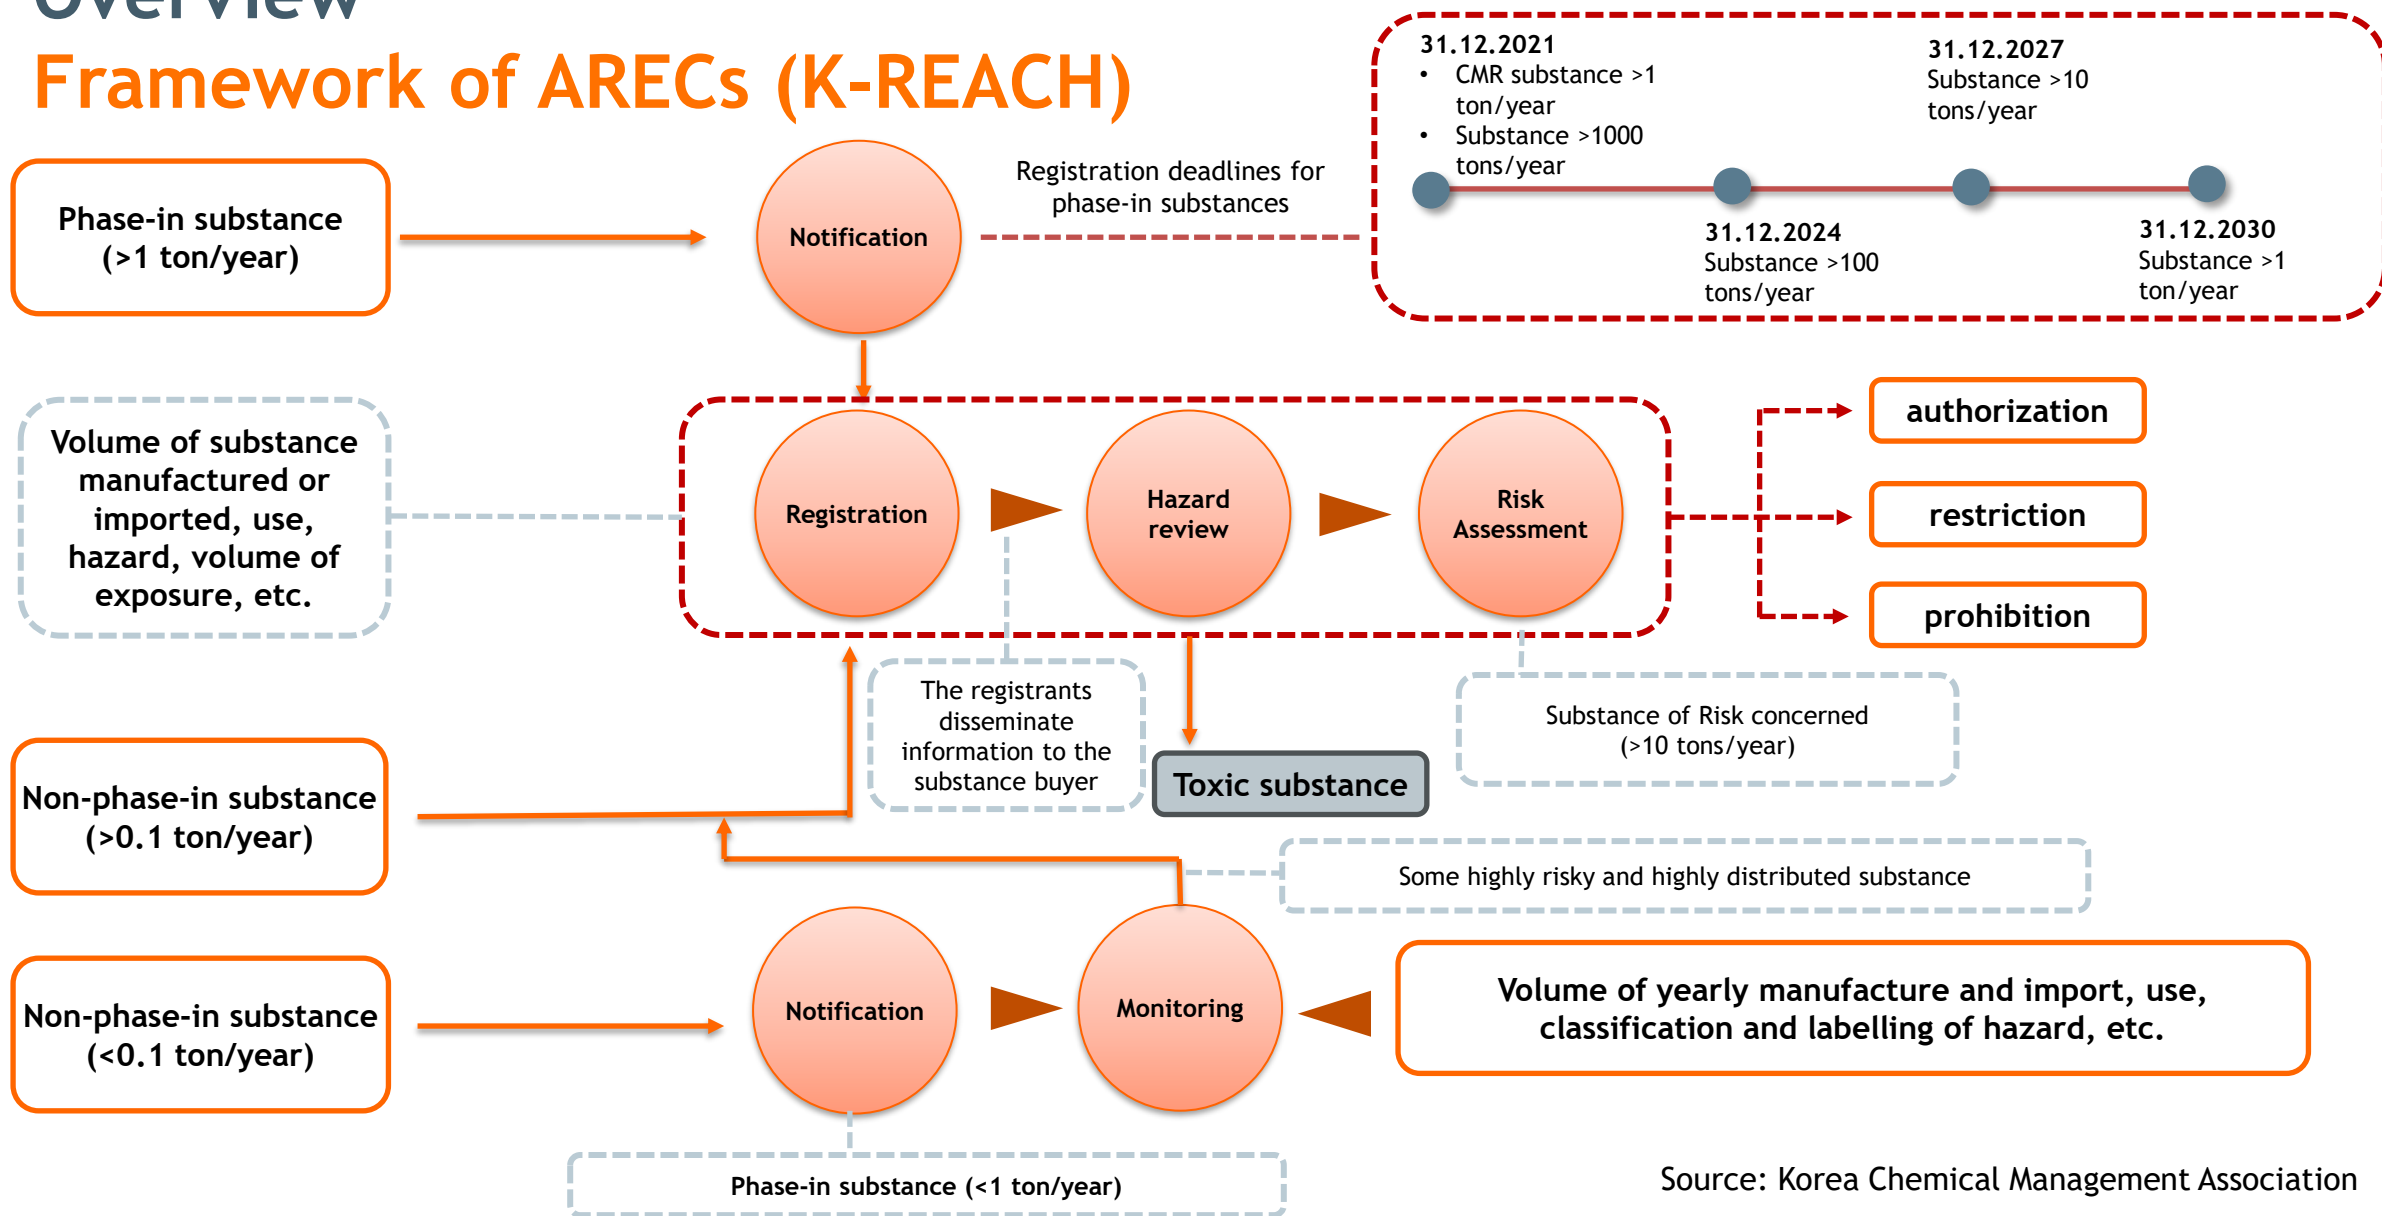 Overview
Framework of ARECs (K-REACH)
31.12.2021
• CMR substance >1
ton/year
• Substance >1000
tons/year
31.12.2027
Substance >10
tons/year
31.12.2024
Substance >100
tons/year
31.12.2030
Substance >1
ton/year
Phase-in substance
(>1 ton/year)
Notification
Registration deadlines for
phase-in substances
Volume of substance
manufactured or
imported, use,
hazard, volume of
exposure, etc.
Registration
Hazard
review
Risk
Assessment
authorization
restriction
prohibition
The registrants
disseminate
information to the
substance buyer
Toxic substance
Substance of Risk concerned
(>10 tons/year)
Non-phase-in substance
(>0.1 ton/year)
Some highly risky and highly distributed substance
Non-phase-in substance
(<0.1 ton/year)
Notification
Monitoring
Volume of yearly manufacture and import, use,
classification and labelling of hazard, etc.
Phase-in substance (<1 ton/year)
Source: Korea Chemical Management Association